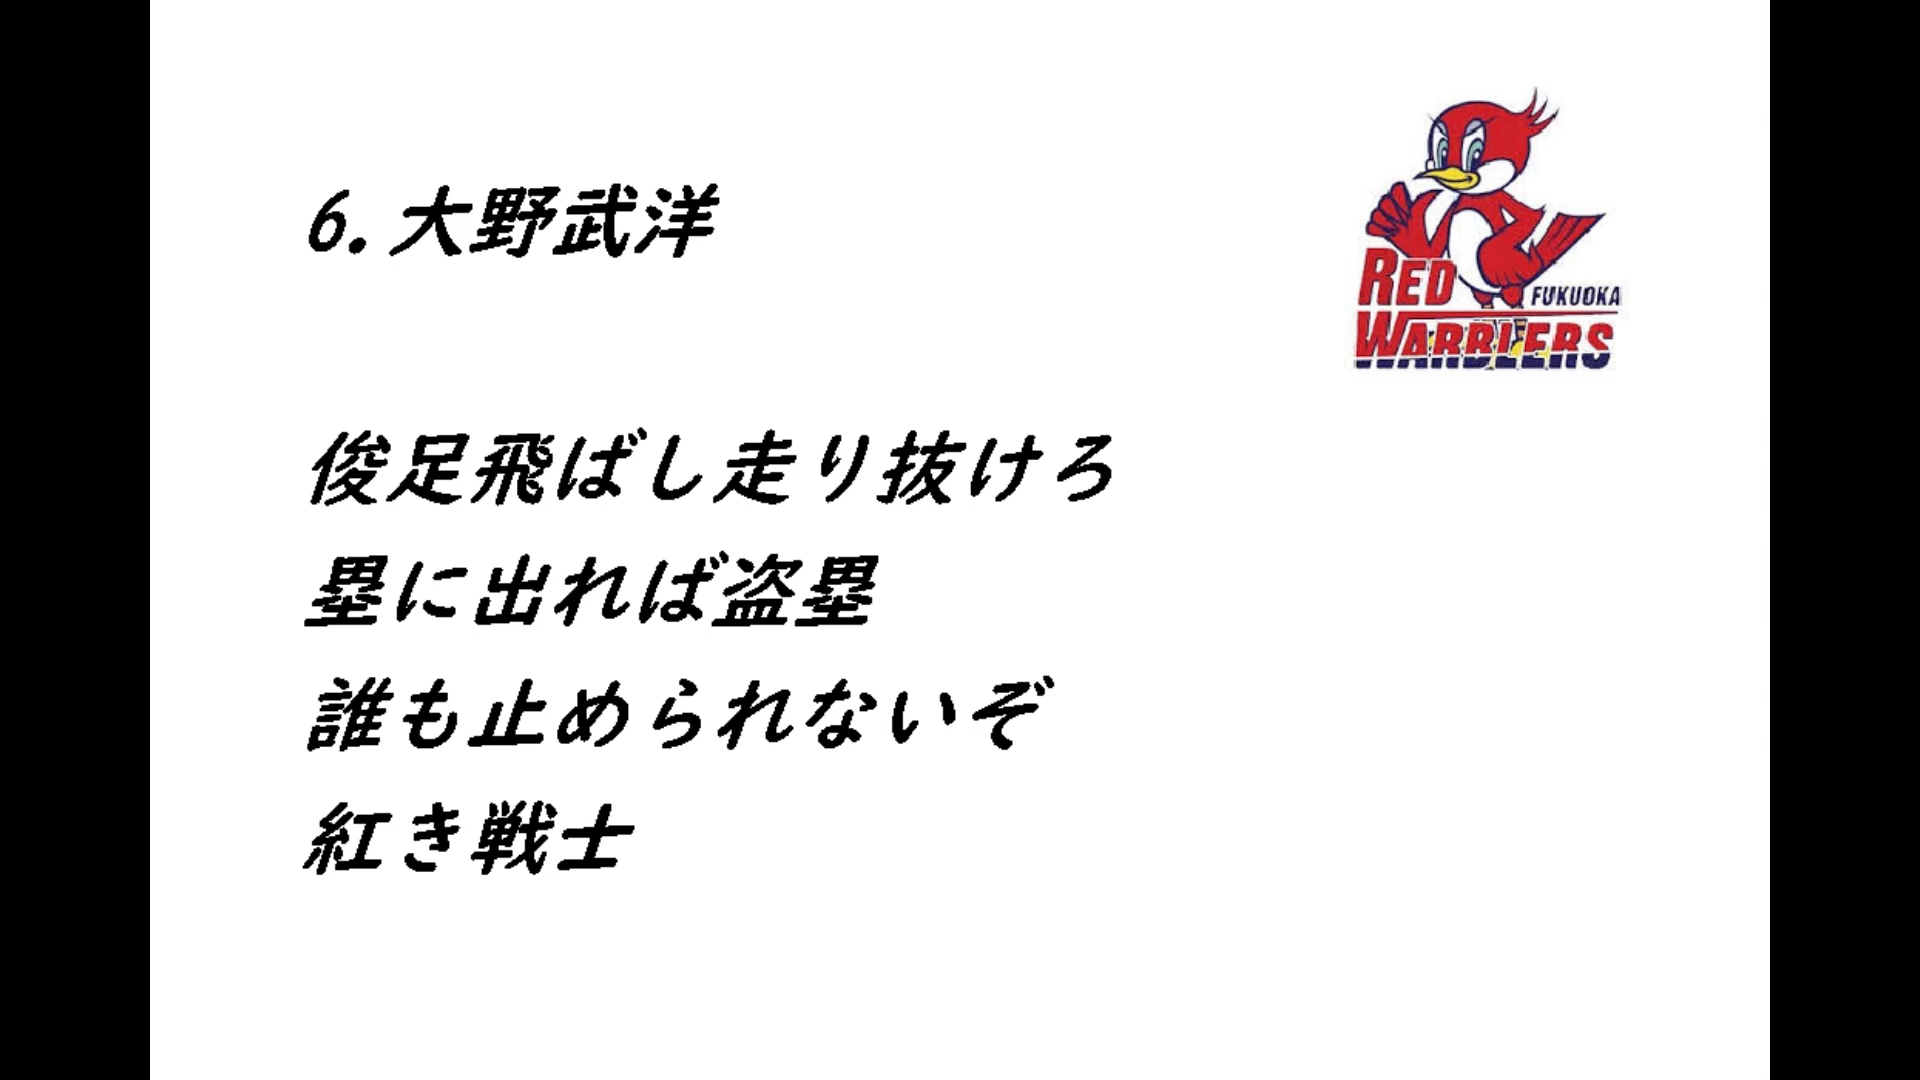 6. 大野武洋
RED
FUKUOKA
WARBLERS
俊足飛ばし走り抜けろ
塁に出れば盗塁
誰も止められないぞ
紅き戦士